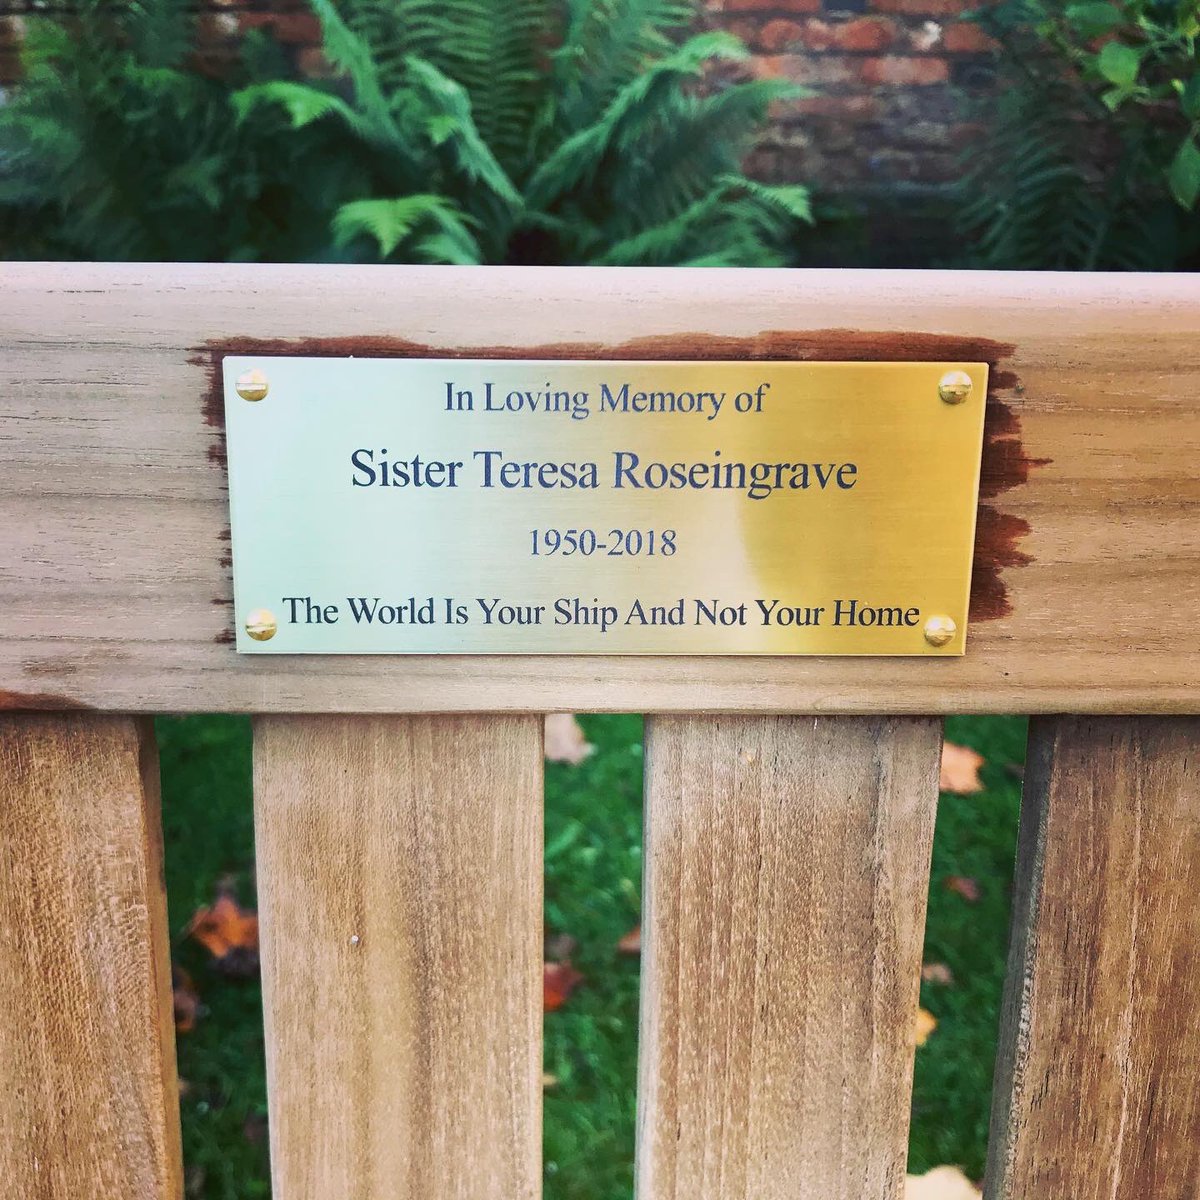 In Loving Memory of
Sister Teresa Roseingrave
1950-2018
The World Is Your Ship And Not Your Home